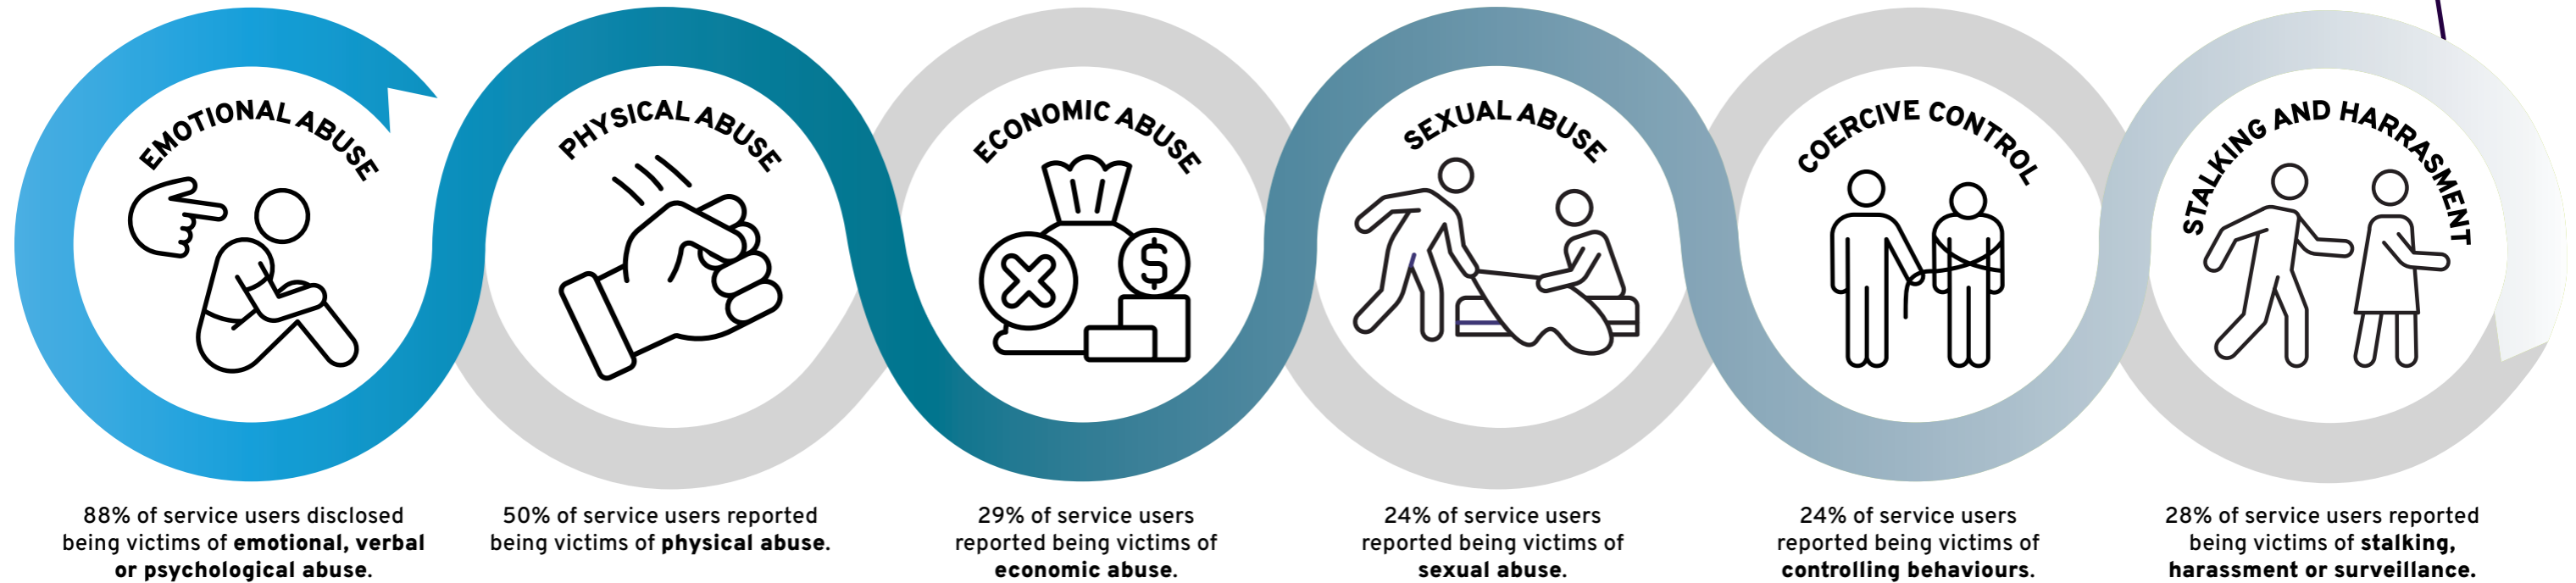 EMOTIONAL ABUSE
88% of service users disclosed
being victims of emotional, verbal
or psychological abuse.
PHYSICAL ABUSE
50% of service users reported
being victims of physical abuse.
ECONOMIC ABUSE
$
29% of service users
reported being victims of
economic abuse.
SEXUAL ABUSE
24% of service users
reported being victims of
sexual abuse.
COERCIVE CONTROL
24% of service users
reported being victims of
controlling behaviours.
STALKING AND HARRASMENT
28% of service users reported
being victims of stalking,
harassment or surveillance.